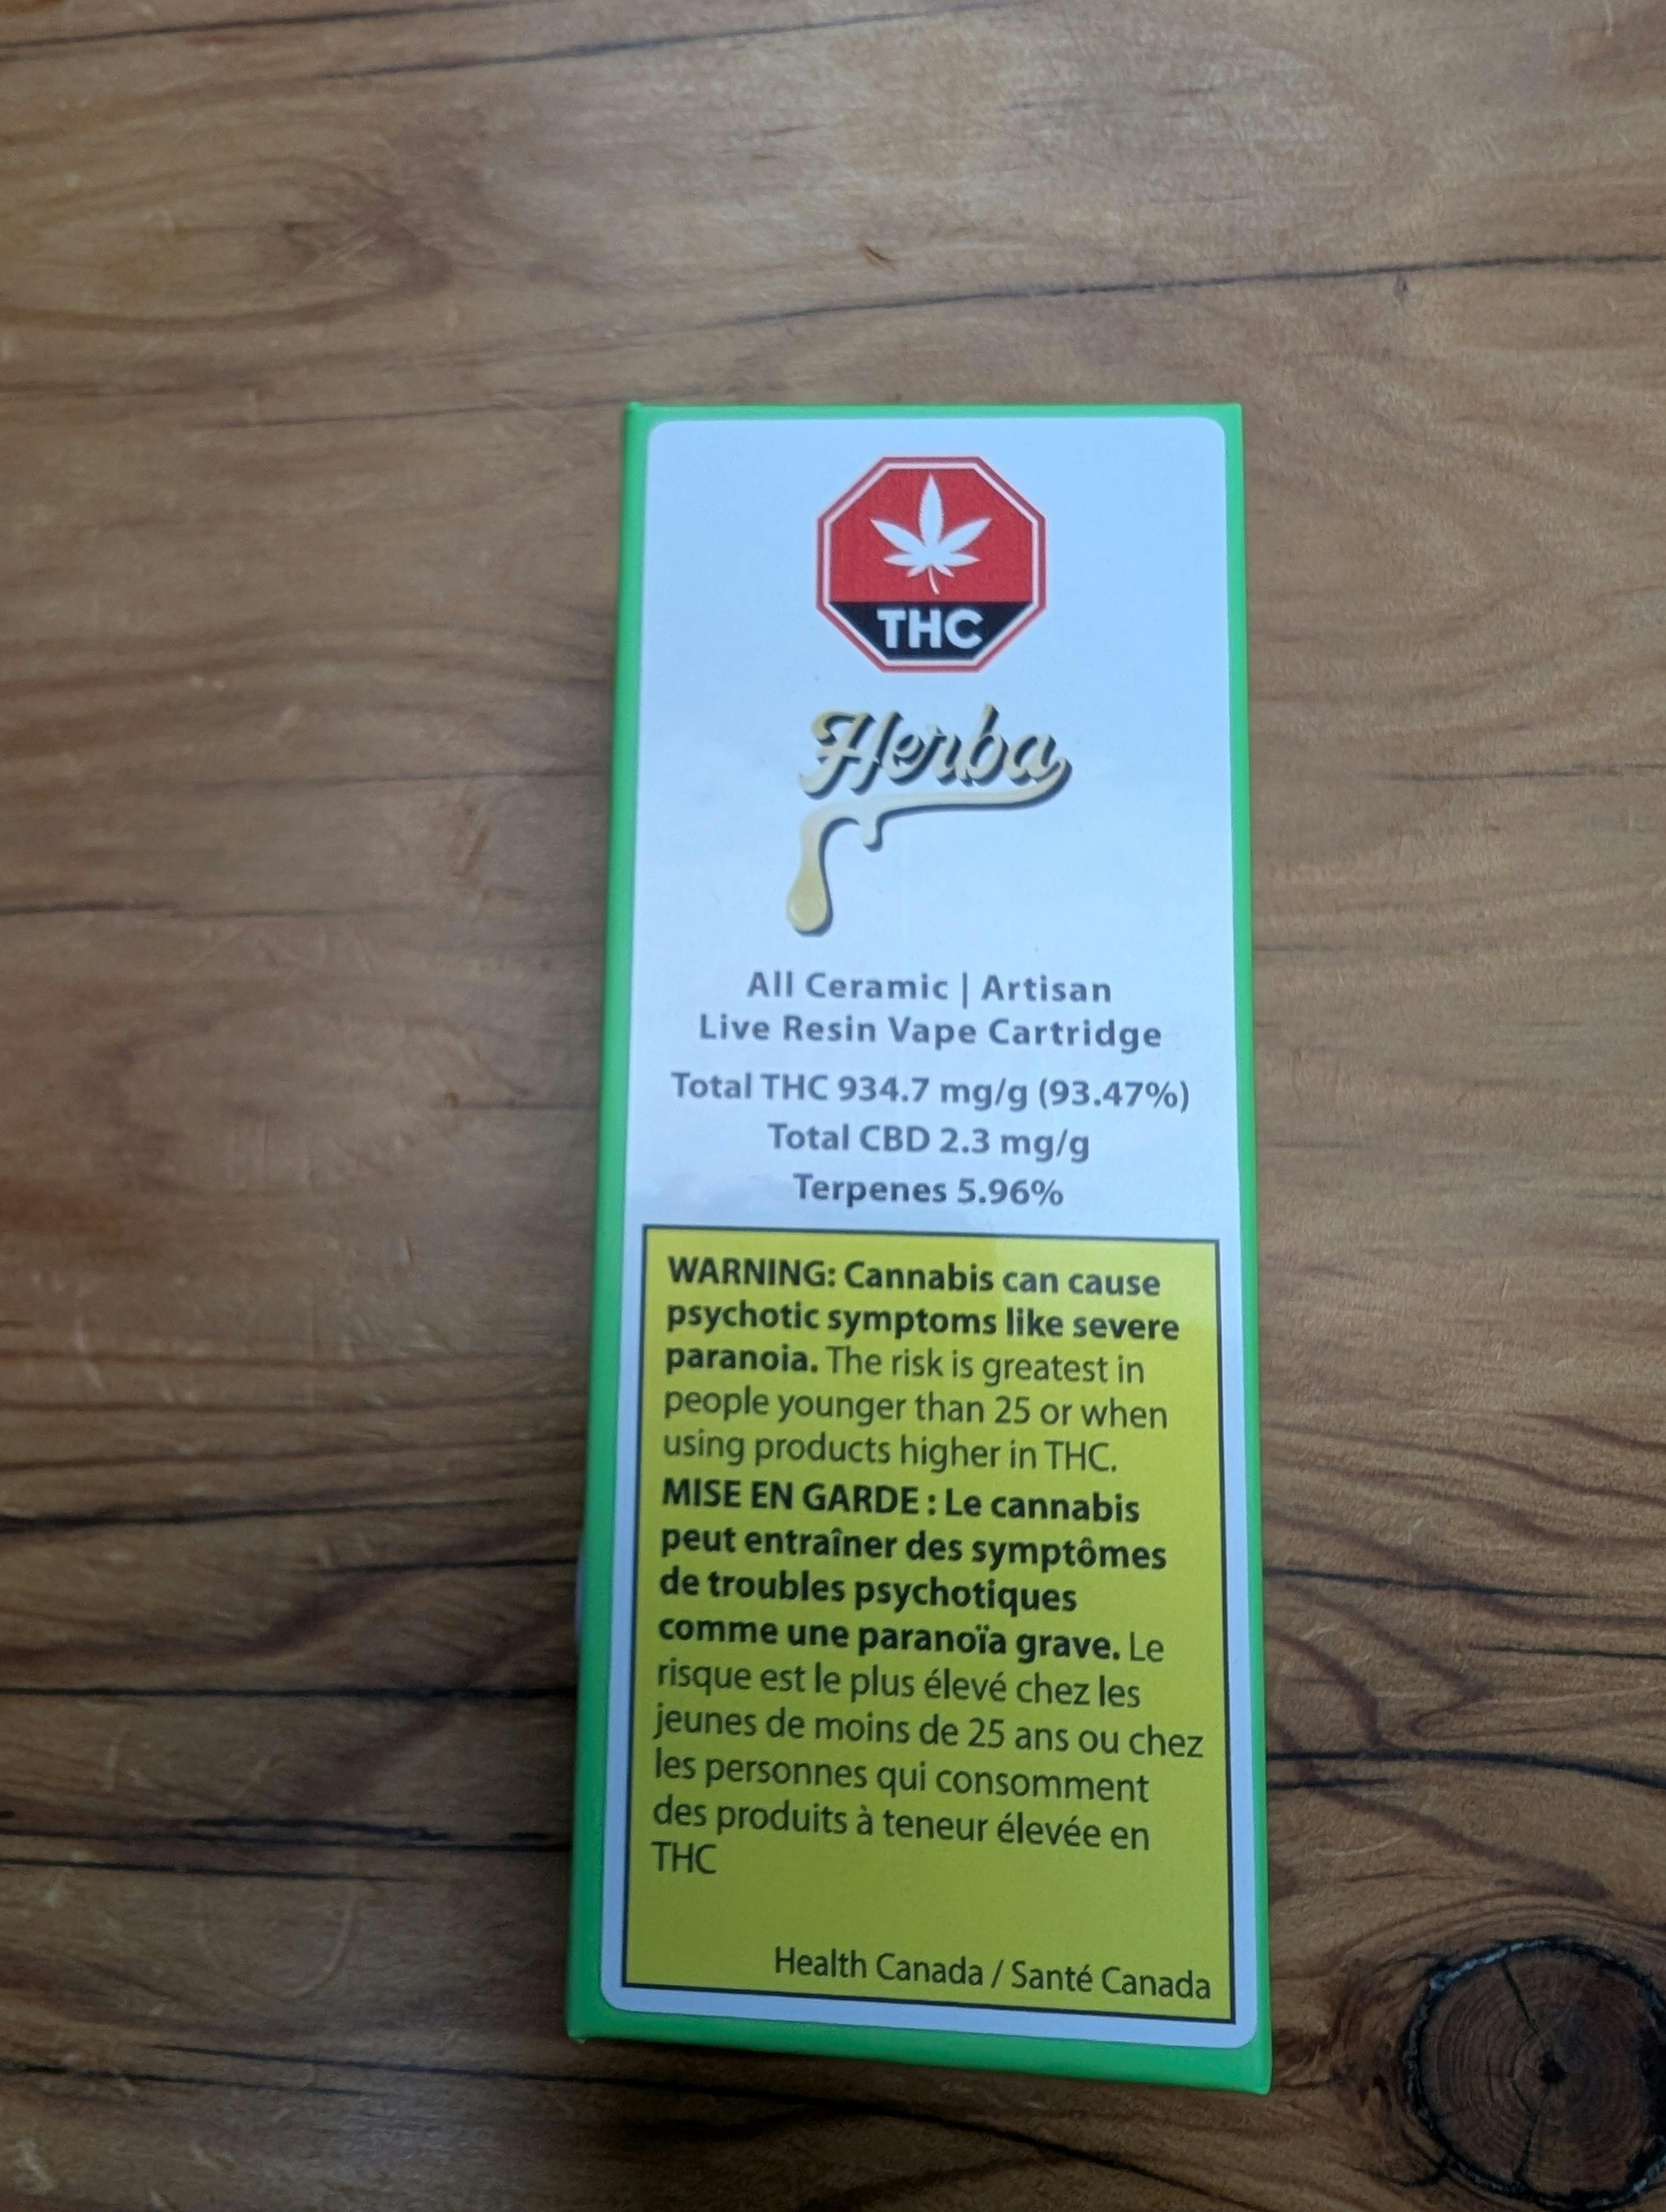 THC
Herba
All Ceramic | Artisan
Live Resin Vape Cartridge
Total THC 934.7 mg/g (93.47%)
Total CBD 2.3 mg/g
Terpenes 5.96%
WARNING: Cannabis can cause
psychotic symptoms like severe
paranoia. The risk is greatest in
people younger than 25 or when
using products higher in THC.
MISE EN GARDE : Le cannabis
peut entraîner des symptômes
de troubles psychotiques
comme une paranoïa grave. Le
risque est le plus élevé chez les
jeunes de moins de 25 ans ou chez
les personnes qui consomment
des produits à teneur élevée en
THC
Health Canada / Santé Canada